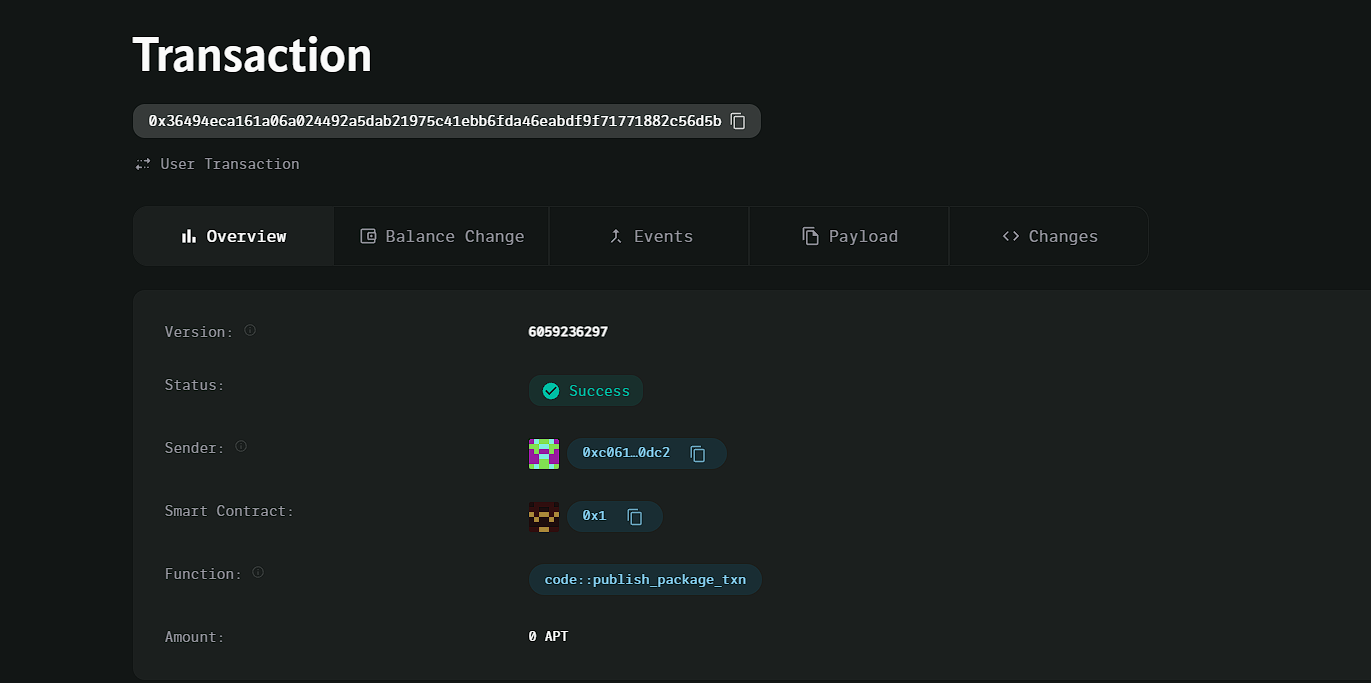 Transaction
0x36494eca161a06a024492a5dab21975c41ebb6fda46eabdf9f71771882c56d5b
User Transaction
Overview
Balance Change
Events
Payload
Changes
Version:
6059236297
Status:
Success
Sender:
0xc061…0dc2
Smart Contract:
0x1
Function:
code::publish_package_txn
Amount:
0 APT